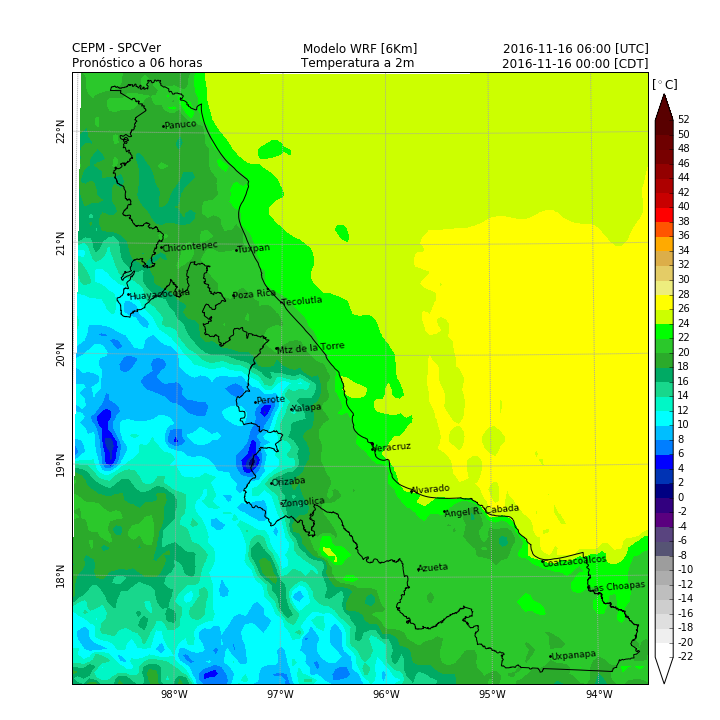 CEPM - SPCVer Modelo WRF [6Km] 2016-11-16 06:00 [UTC]
Pronóstico a 06 horas Temperatura a 2m 2016-11-16 00:00 [CDT]
[°C]
52
50
48
46
44
42
40
38
36
34
32
30
28
26
24
22
20
18
16
14
12
10
8
6
4
2
0
-2
-4
-6
-8
-10
-12
-14
-16
-18
-20
-22
22°N
21°N
20°N
19°N
18°N
Panuco
Chicontepec
Tuxpan
Huayacocotla
Poza Rica
Tecolutla
Mtz de la Torre
Perote
Xalapa
Veracruz
Orizaba
Alvarado
Zongolica
Angel R. Cabada
Azueta
Coatzacoalcos
Las Choapas
Uxpanapa
98°W 97°W 96°W 95°W 94°W